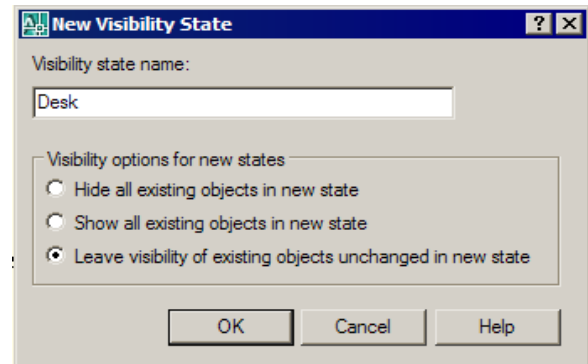 New Visibility State
Visibility state name:
Desk
Visibility options for new states
Hide all existing objects in new state
Show all existing objects in new state
Leave visibility of existing objects unchanged in new state
OK Cancel Help